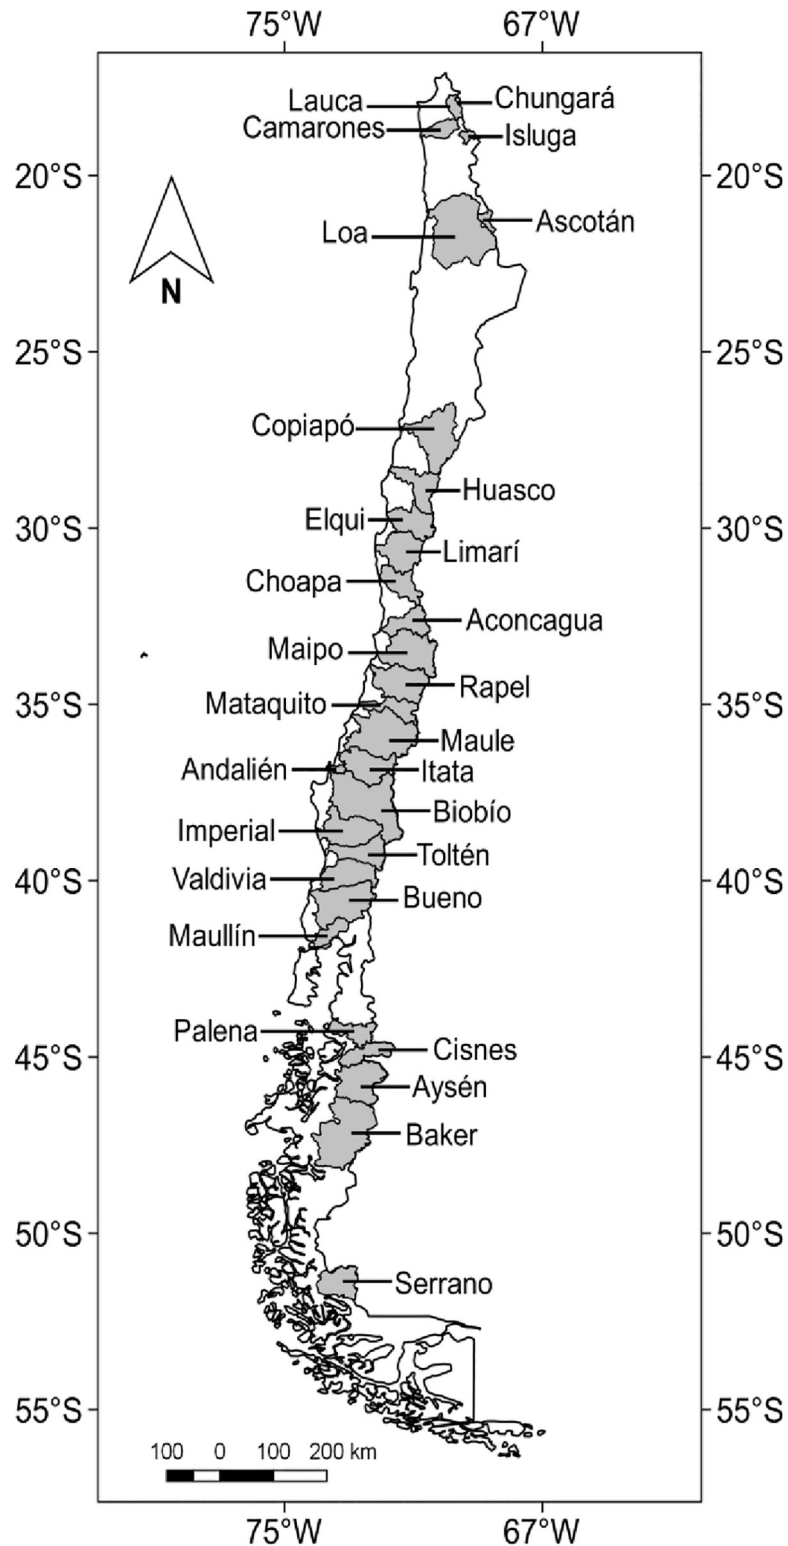 75°W 67°W
Lauca Chungará
Camarones Isluga
20°S 20°S
Loa Ascotán
N
25°S 25°S
Copiapó
Huasco
Elqui
30°S 30°S
Limarí
Choapa
Aconcagua
Maipo
Rapel
Mataquito
35°S 35°S
Maule
Andalién Itata
Biobío
Imperial
Toltén
Valdivia
40°S 40°S
Bueno
Maullín
Palena
Cisnes
45°S 45°S
Aysén
Baker
50°S 50°S
Serrano
55°S 55°S
100 0 100 200 km
75°W 67°W